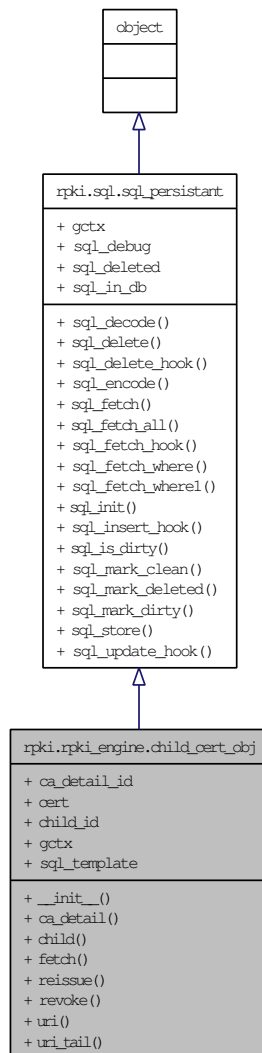 object
rpki.sql.sql_persistant
+ gctx
+ sql_debug
+ sql_deleted
+ sql_in_db
+ sql_decode()
+ sql_delete()
+ sql_delete_hook()
+ sql_encode()
+ sql_fetch()
+ sql_fetch_all()
+ sql_fetch_hook()
+ sql_fetch_where()
+ sql_fetch_where1()
+ sql_init()
+ sql_insert_hook()
+ sql_is_dirty()
+ sql_mark_clean()
+ sql_mark_deleted()
+ sql_mark_dirty()
+ sql_store()
+ sql_update_hook()
rpki.rpki_engine.child_cert_obj
+ ca_detail_id
+ cert
+ child_id
+ gctx
+ sql_template
+ __init__()
+ ca_detail()
+ child()
+ fetch()
+ reissue()
+ revoke()
+ uri()
+ uri_tail()